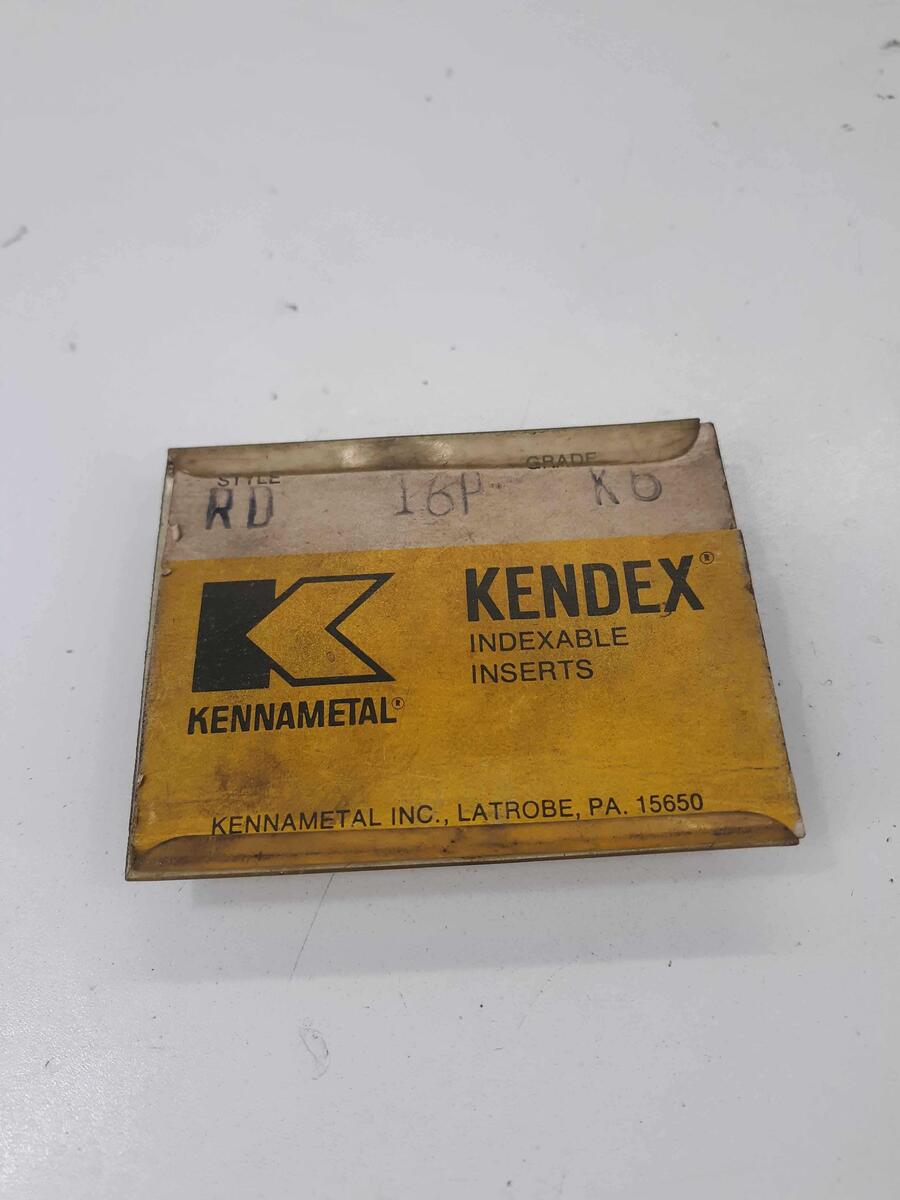 STYLE GRADE
RD 16P K6
KENDEX®
INDEXABLE
INSERTS
KENNAMETAL®
KENNAMETAL INC., LATROBE, PA. 15650